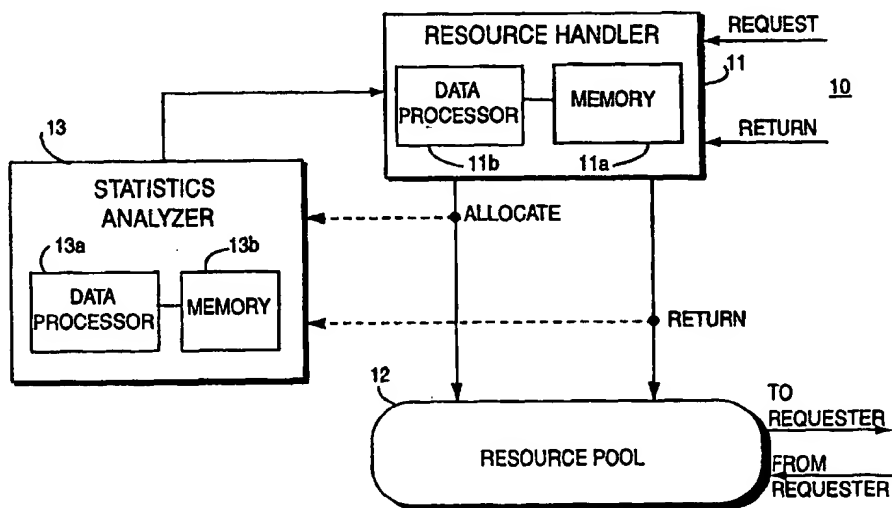 RESOURCE HANDLER
REQUEST
11
10
DATA
PROCESSOR
MEMORY
RETURN
11b
11a
13
STATISTICS
ANALYZER
ALLOCATE
13a
13b
DATA
PROCESSOR
MEMORY
RETURN
12
TO
REQUESTER
RESOURCE POOL
FROM
REQUESTER